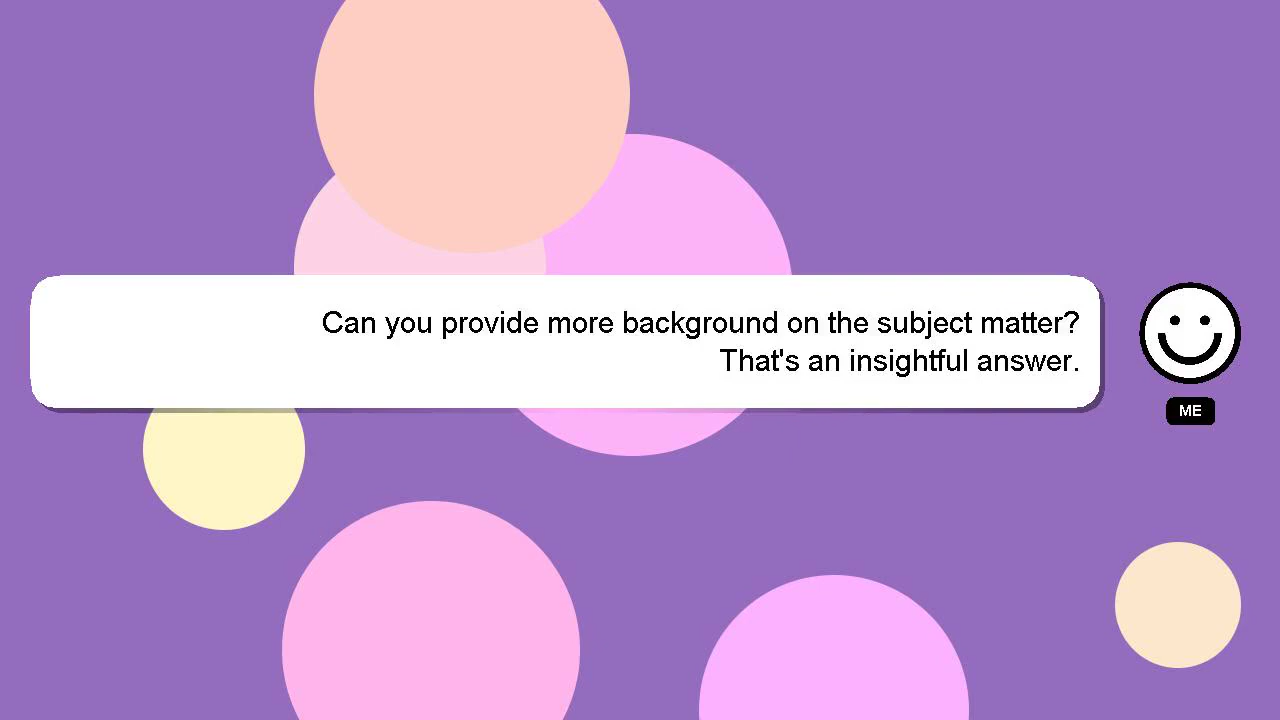 Can you provide more background on the subject matter?
That's an insightful answer.
ME